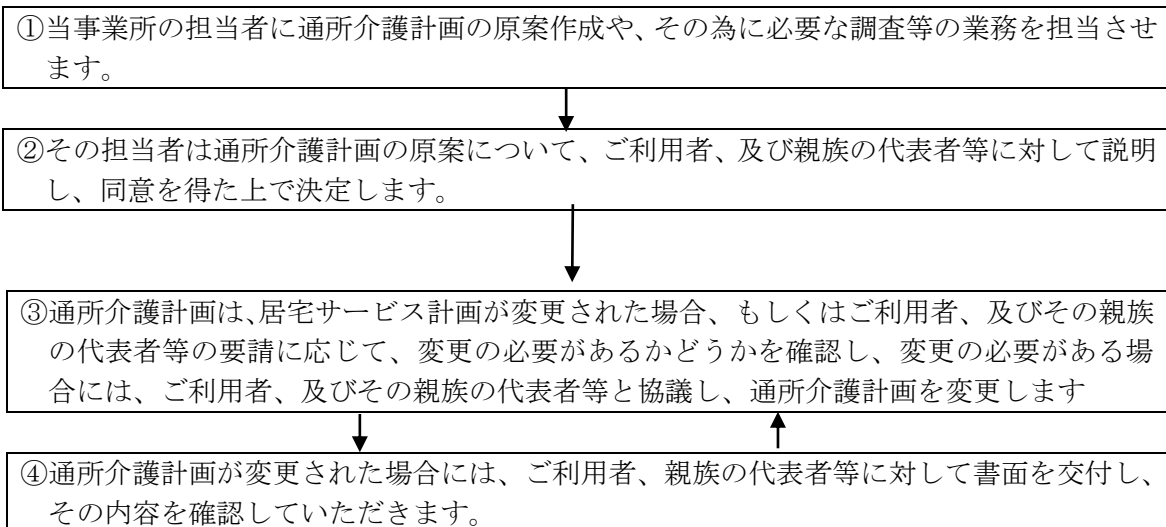 ①当事業所の担当者に通所介護計画の原案作成や、その為に必要な調査等の業務を担当させ
ます。
②その担当者は通所介護計画の原案について、ご利用者、及び親族の代表者等に対して説明
し、同意を得た上で決定します。
③通所介護計画は、居宅サービス計画が変更された場合、もしくはご利用者、及びその親族
の代表者等の要請に応じて、変更の必要があるかどうかを確認し、変更の必要がある場
合には、ご利用者、及びその親族の代表者等と協議し、通所介護計画を変更します
④通所介護計画が変更された場合には、ご利用者、親族の代表者等に対して書面を交付し、
その内容を確認していただきます。